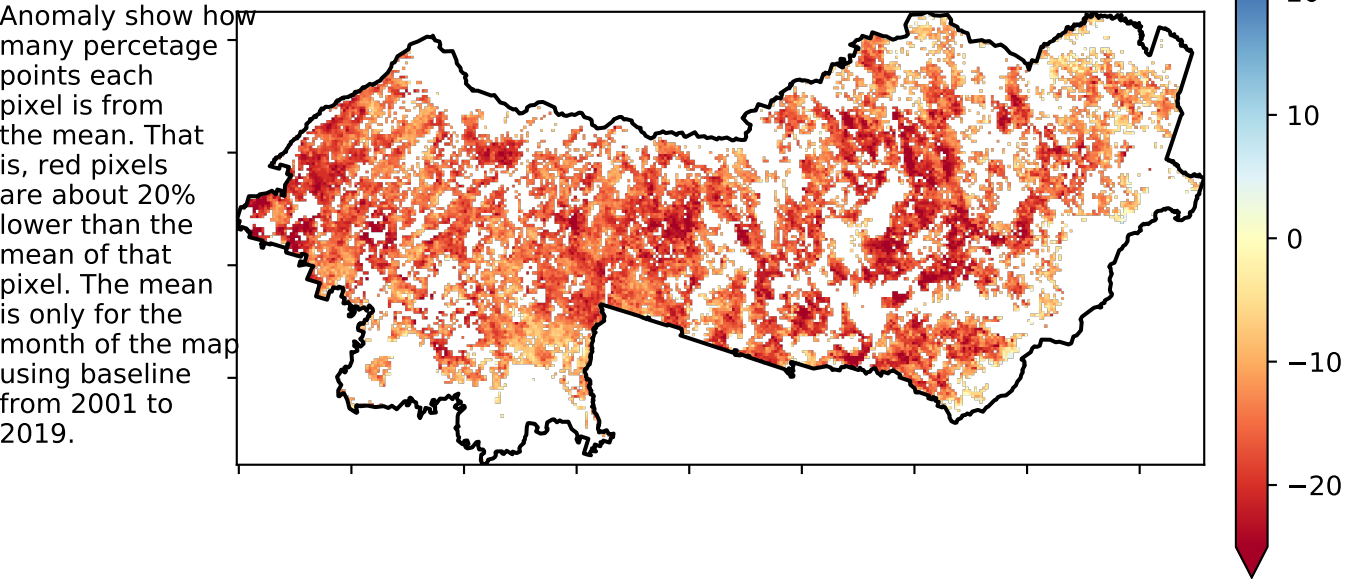 Anomaly show how
many percetage
points each
pixel is from
the mean. That
is, red pixels
are about 20%
lower than the
mean of that
pixel. The mean
is only for the
month of the map
using baseline
from 2001 to
2019.
10
0
−10
−20